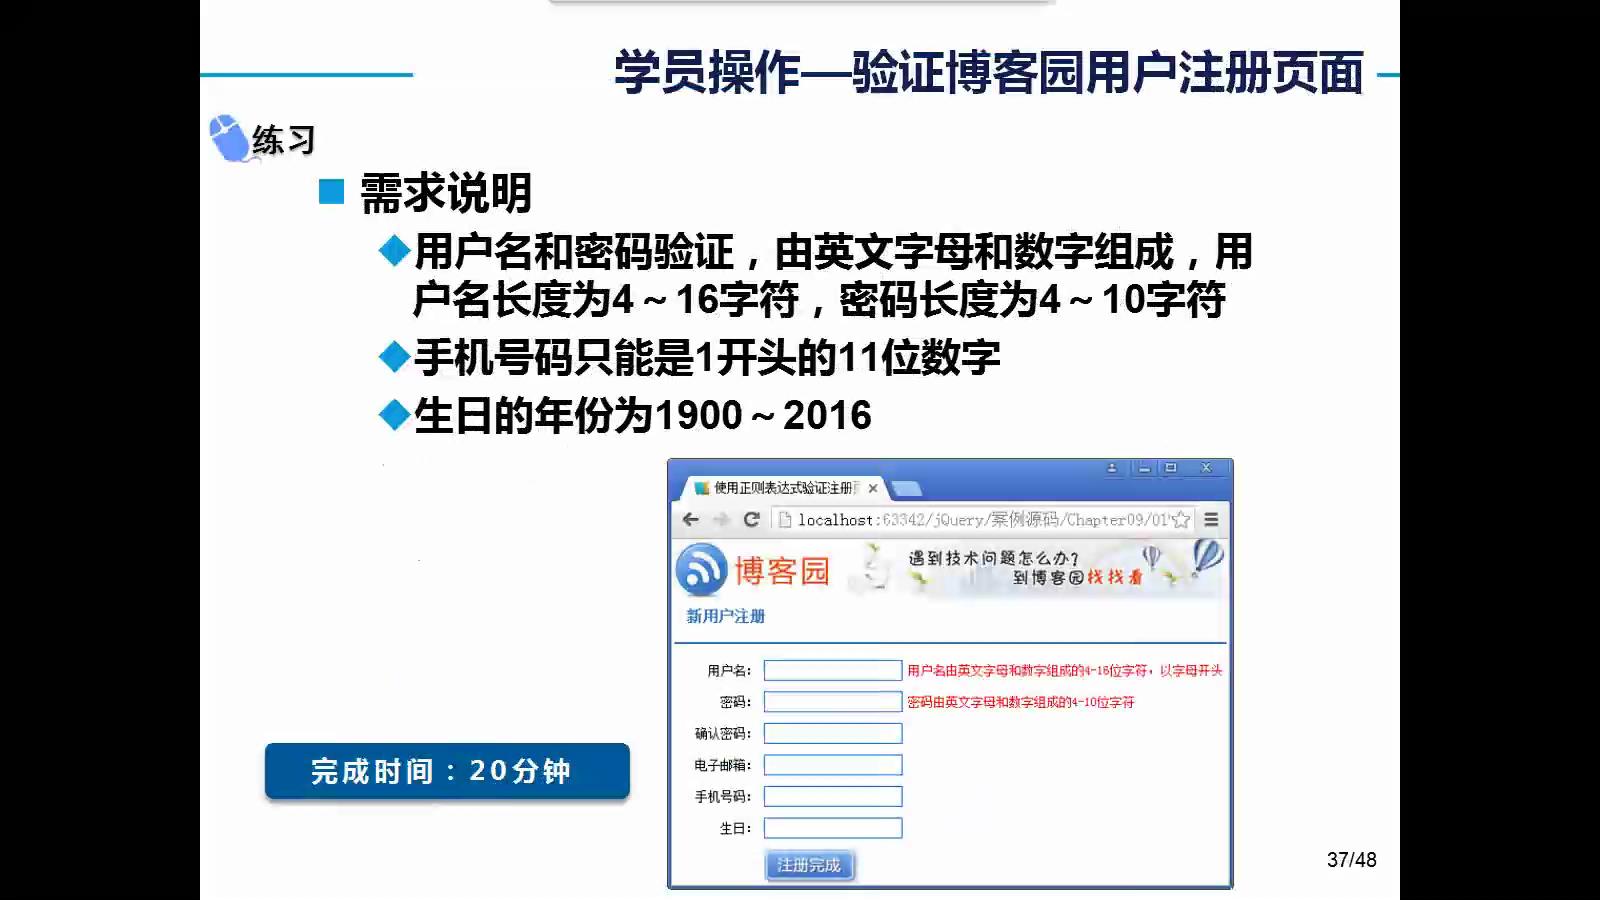 学员操作—验证博客园用户注册页面
练习
需求说明
用户名和密码验证，由英文字母和数字组成，用
户名长度为4～16字符，密码长度为4～10字符
手机号码只能是1开头的11位数字
生日的年份为1900～2016
使用正则表达式验证注册
localhost:63342/jQuery/案例源码/Chapter09/01
博客园
遇到技术问题怎么办?
到博客园找找看
新用户注册
用户名: 用户名由英文字母和数字组成的4-16位字符，以字母开头
密码: 密码由英文字母和数字组成的4-10位字符
确认密码:
电子邮箱:
手机号码:
生日:
注册完成
完成时间：20分钟
37/48